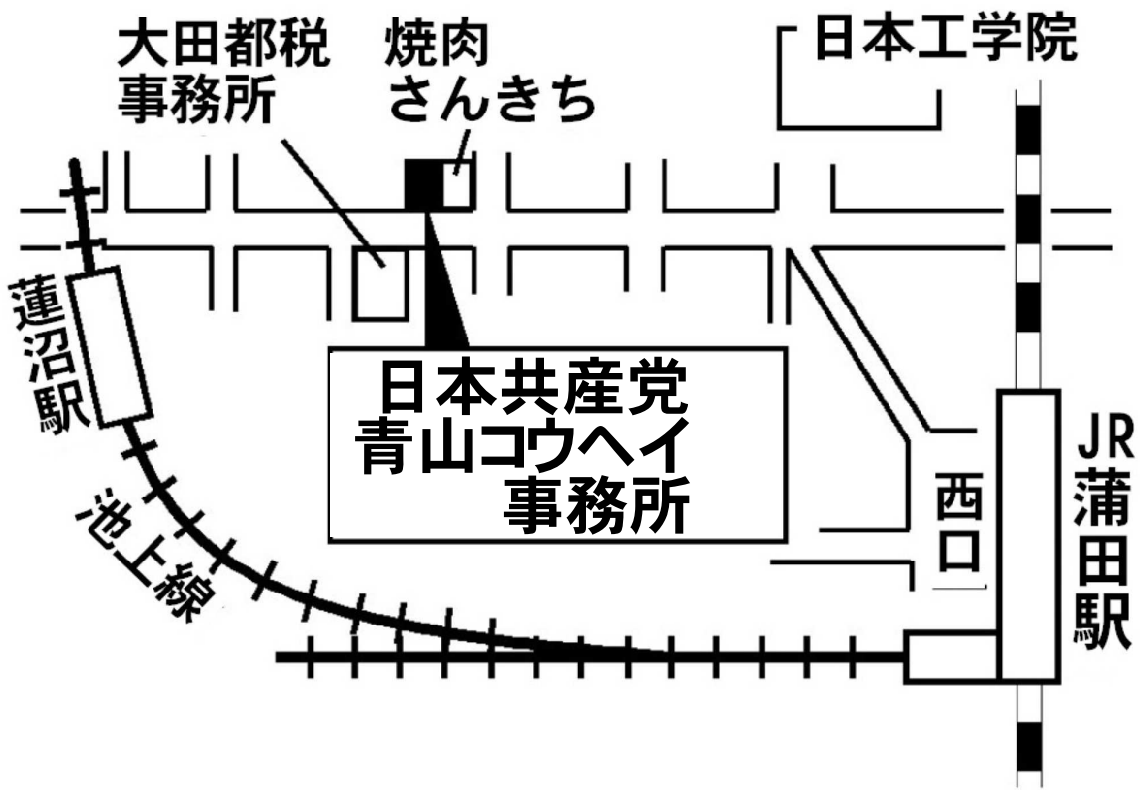 大田都税
事務所
焼肉
さんきち
日本工学院
蓮沼駅
日本共産党
青山コウヘイ
事務所
JR
蒲田駅
西口
池上線